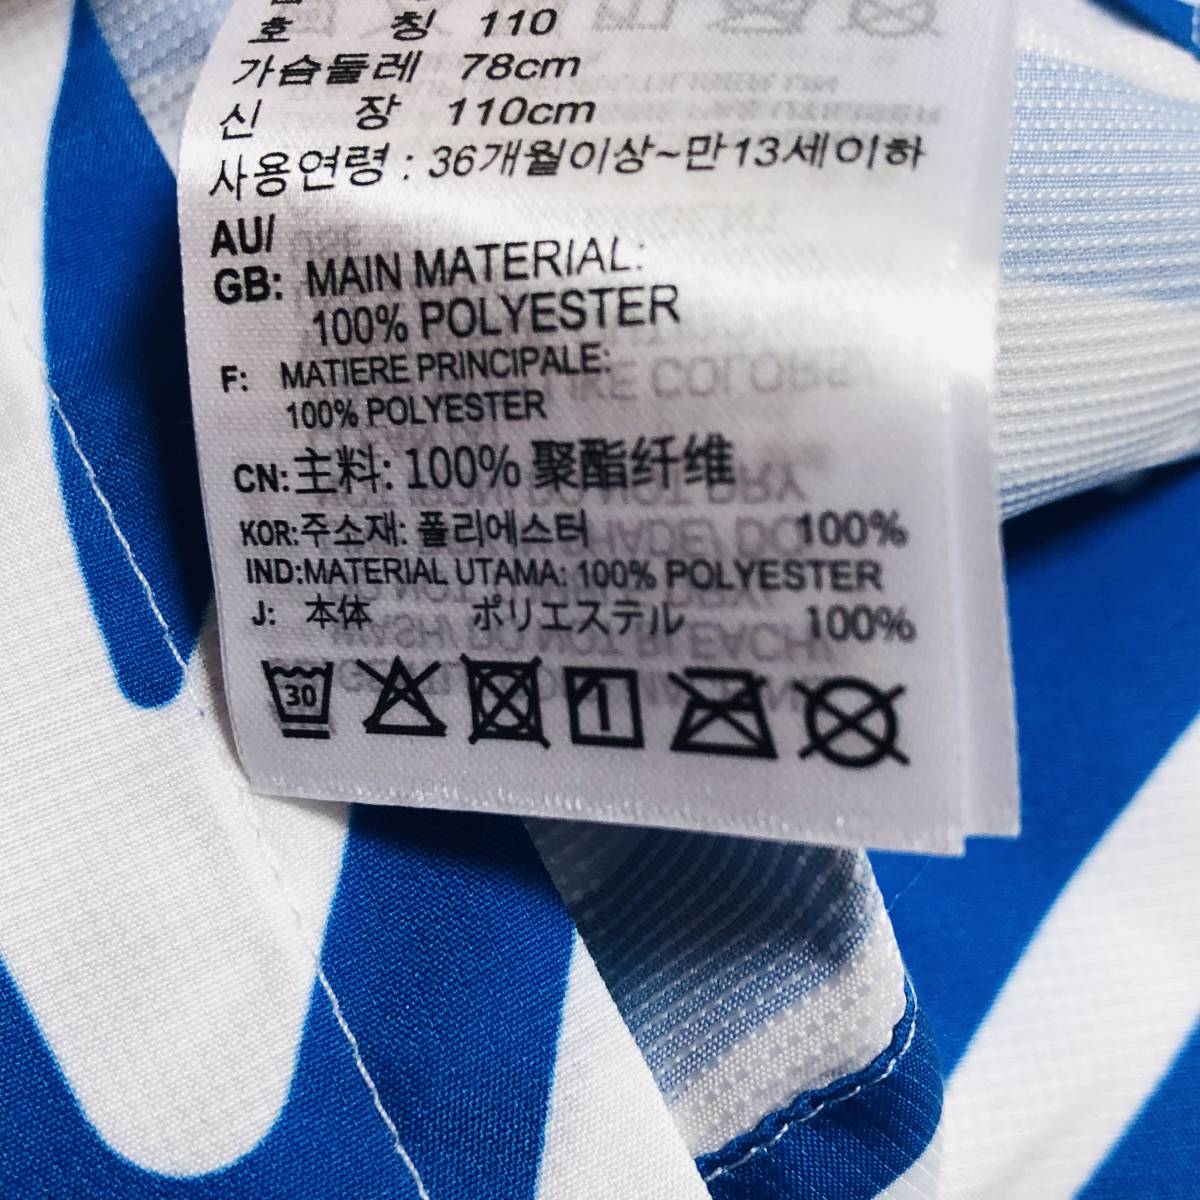 호 칭 110
가슴둘레 78cm
신 장 110cm
사용연령 : 36개월이상~만13세이하
AU/
GB: MAIN MATERIAL:
100% POLYESTER
F: MATIERE PRINCIPALE:
100% POLYESTER
CN: 主料: 100% 聚酯纤维
KOR: 주소재: 폴리에스터 100%
IND: MATERIAL UTAMA: 100% POLYESTER
J: 本体 ポリエステル 100%
30